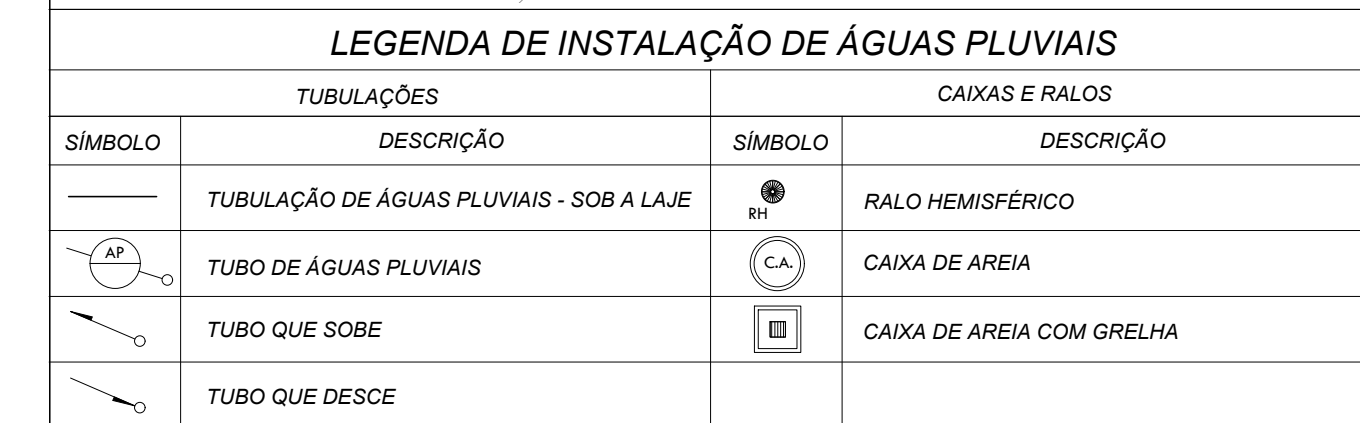 LEGENDA DE INSTALAÇÃO DE ÁGUAS PLUVIAIS
TUBULAÇÕES
CAIXAS E RALOS
SÍMBOLO
DESCRIÇÃO
SÍMBOLO
DESCRIÇÃO
TUBULAÇÃO DE ÁGUAS PLUVIAIS - SOB A LAJE
RH
RALO HEMISFÉRICO
AP
TUBO DE ÁGUAS PLUVIAIS
C.A.
CAIXA DE AREIA
TUBO QUE SOBE
CAIXA DE AREIA COM GRELHA
TUBO QUE DESCE